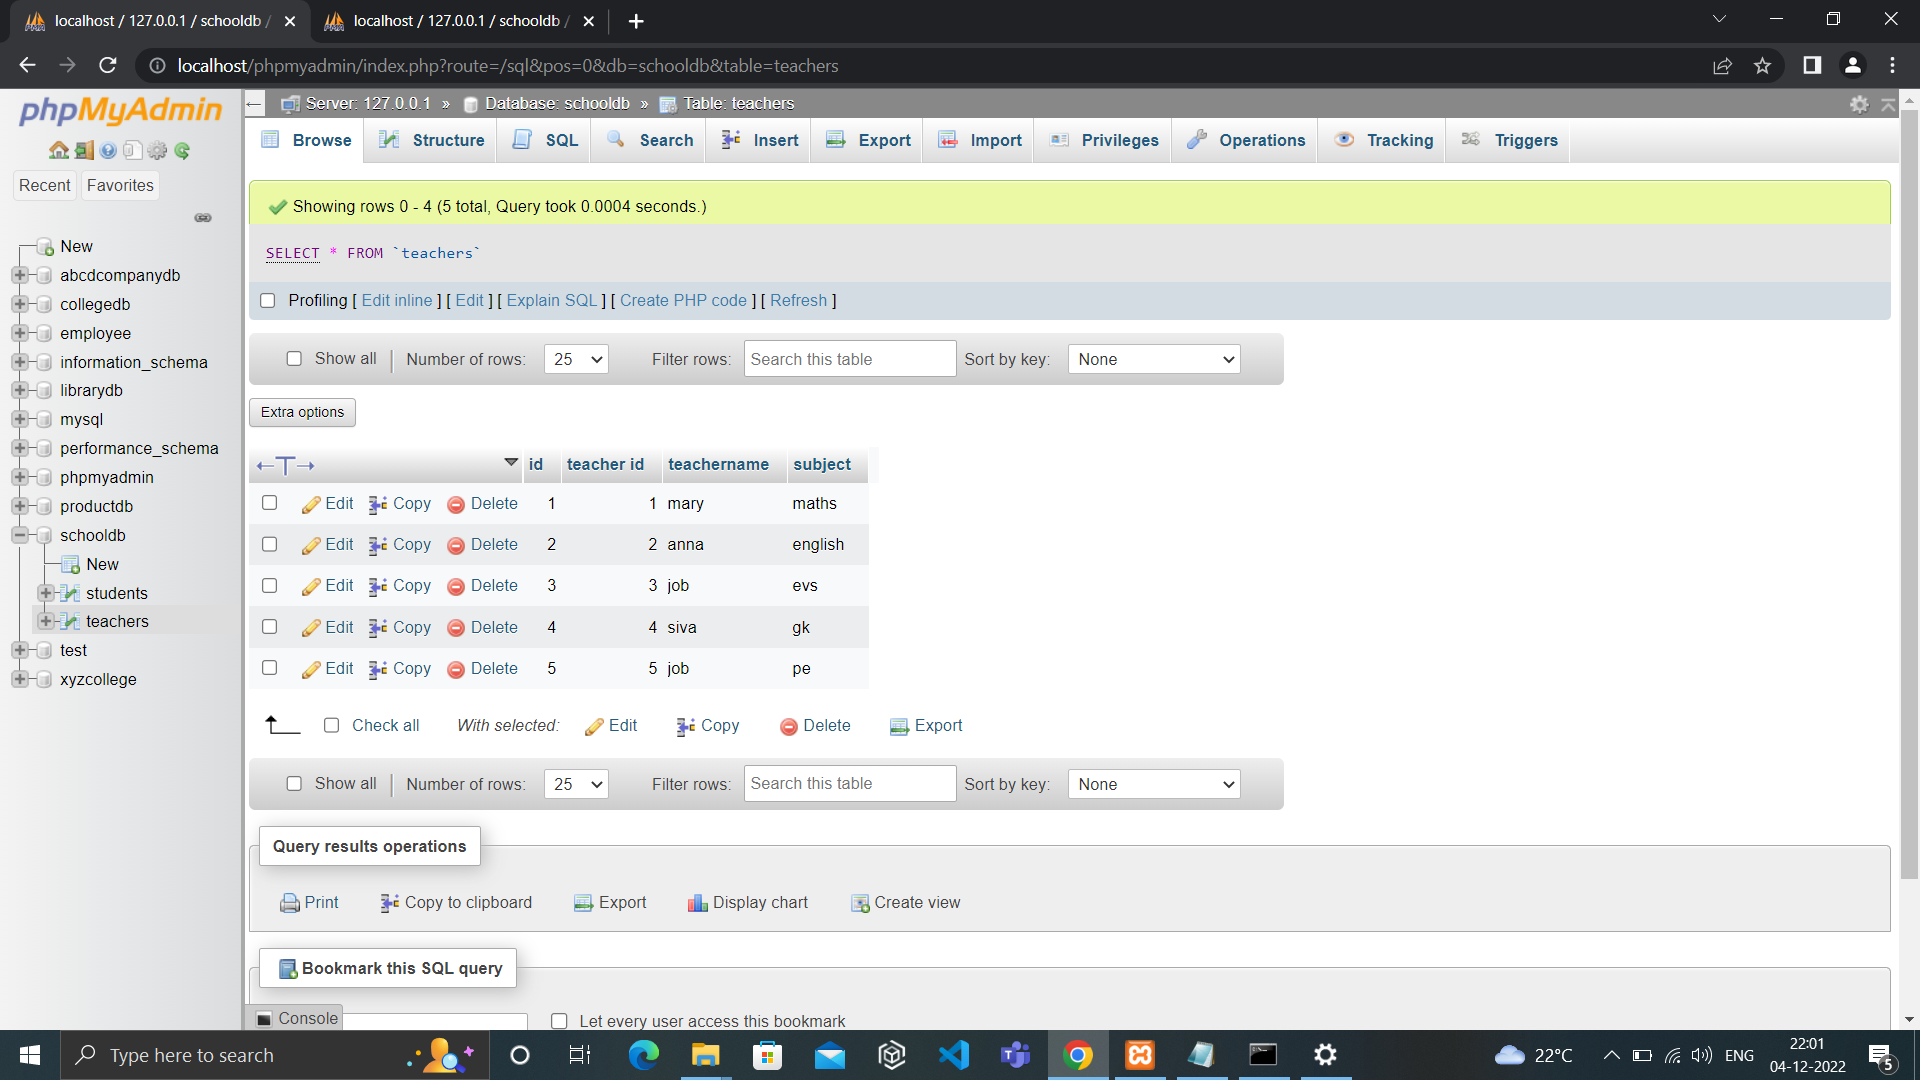 localhost / 127.0.0.1 / schooldb /
localhost / 127.0.0.1 / schooldb /
localhost/phpmyadmin/index.php?route=/sql&pos=0&db=schooldb&table=teachers
phpMyAdmin
Recent
Favorites
New
abcdcompanydb
collegedb
employee
information_schema
librarydb
mysql
performance_schema
phpmyadmin
productdb
schooldb
New
students
teachers
test
xyzcollege
Server: 127.0.0.1 » Database: schooldb » Table: teachers
Browse Structure SQL Search Insert Export Import Privileges Operations Tracking Triggers
Showing rows 0 - 4 (5 total, Query took 0.0004 seconds.)
SELECT * FROM `teachers`
Profiling [ Edit inline ] [ Edit ] [ Explain SQL ] [ Create PHP code ] [ Refresh ]
Show all Number of rows: 25 Filter rows: Search this table Sort by key: None
Extra options
←T→ id teacher id teachername subject
Edit Copy Delete 1 1 mary maths
Edit Copy Delete 2 2 anna english
Edit Copy Delete 3 3 job evs
Edit Copy Delete 4 4 siva gk
Edit Copy Delete 5 5 job pe
Check all With selected: Edit Copy Delete Export
Show all Number of rows: 25 Filter rows: Search this table Sort by key: None
Query results operations
Print Copy to clipboard Export Display chart Create view
Bookmark this SQL query
Console
Let every user access this bookmark
Type here to search
22°C
ENG
22:01
04-12-2022
5